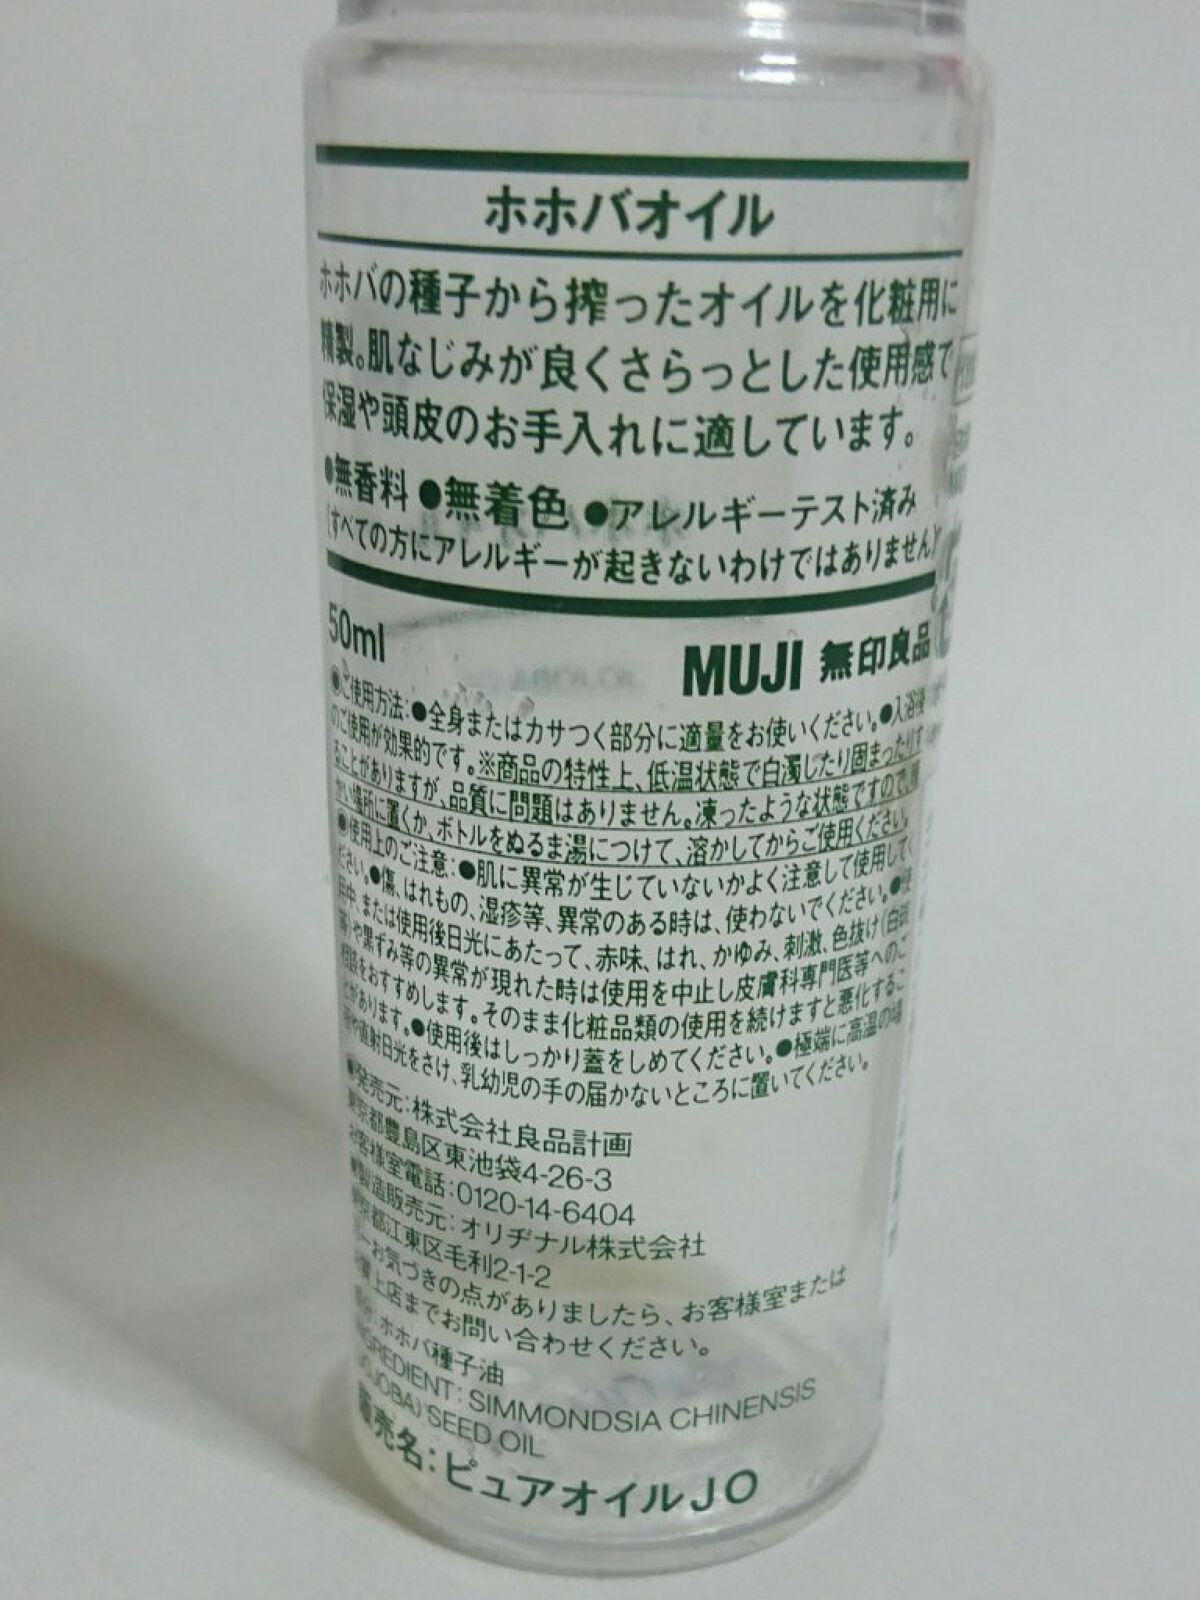 ホホバオイル
ホホバの種子から搾ったオイルを化粧用に
精製。肌なじみが良くさらっとした使用感で
保湿や頭皮のお手入れに適しています。
●無香料 ●無着色 ●アレルギーテスト済み
(すべての方にアレルギーが起きないわけではありません)
50ml
MUJI 無印良品
●ご使用方法:●全身またはカサつく部分に適量をお使いください。●入浴後
のご使用が効果的です。※商品の特性上、低温状態で白濁したり固まったりす
ることがありますが、品質に問題はありません。凍ったような状態ですので、
かい場所に置くか、ボトルをぬるま湯につけて、溶かしてからご使用ください。
●使用上のご注意:●肌に異常が生じていないかよく注意して使用してく
ださい。●傷、はれもの、湿疹等、異常のある時は、使わないでください。●使
用中、または使用後日光にあたって、赤味、はれ、かゆみ、刺激、色抜け(白斑
等)や黒ずみ等の異常が現れた時は使用を中止し皮膚科専門医等へのご
相談をおすすめします。そのまま化粧品類の使用を続けますと悪化するこ
とがあります。●使用後はしっかり蓋をしめてください。●極端に高温の場
所や直射日光をさけ、乳幼児の手の届かないところに置いてください。
●発売元:株式会社良品計画
東京都豊島区東池袋4-26-3
お客様室電話:0120-14-6404
●製造販売元:オリヂナル株式会社
東京都江東区毛利2-1-2
お気づきの点がありましたら、お客様室または
上店までお問い合わせください。
成分:ホホバ種子油
INGREDIENT: SIMMONDSIA CHINENSIS
(JOJOBA) SEED OIL
販売名:ピュアオイルJO